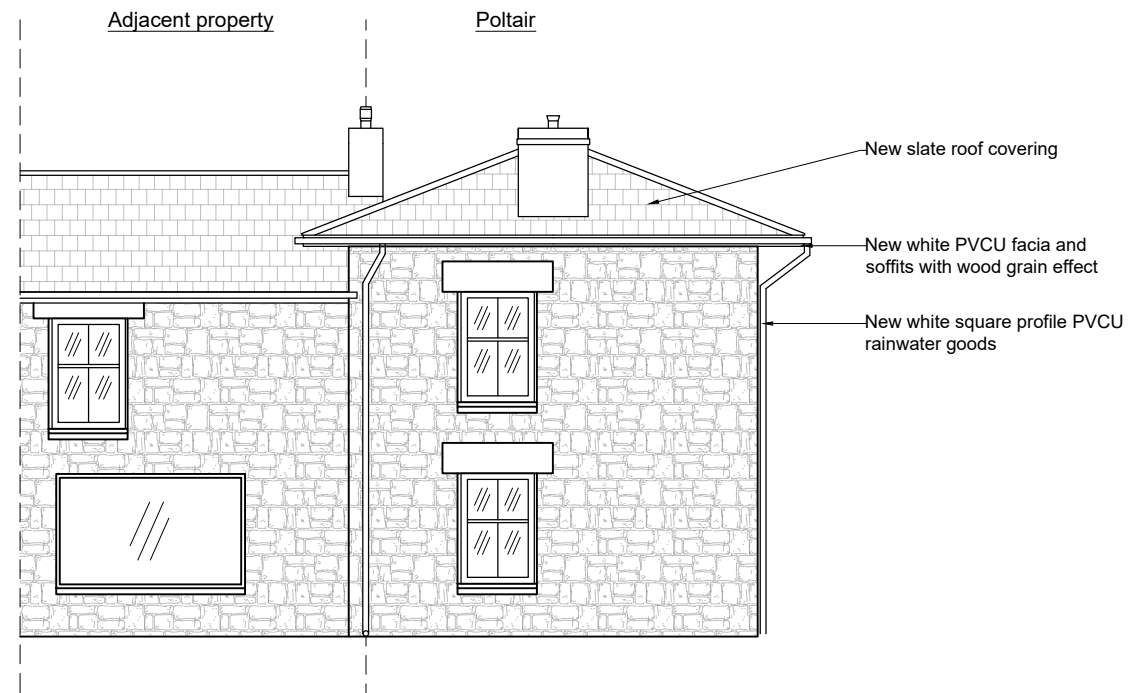 Adjacent property
Poltair
New slate roof covering
New white PVCU facia and
soffits with wood grain effect
New white square profile PVCU
rainwater goods